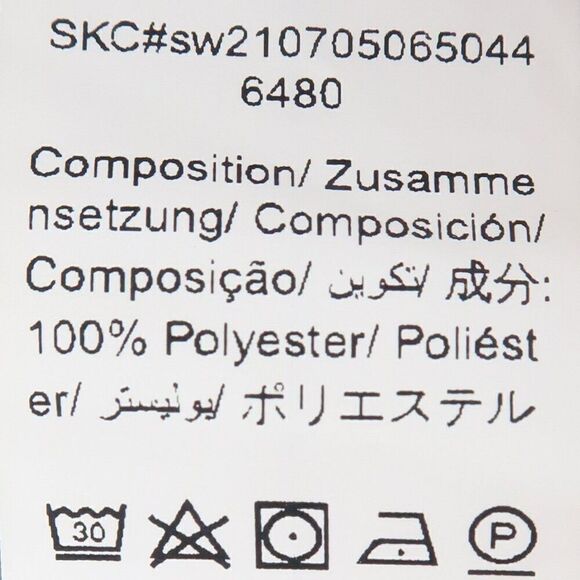 SKC#sw210705065044
6480
Composition/ Zusamme
nsetzung/ Composición/
Composição/ تكوين/ 成分:
100% Polyester/ Poliést
er/ بوليستر/ ポリエステル
30 P